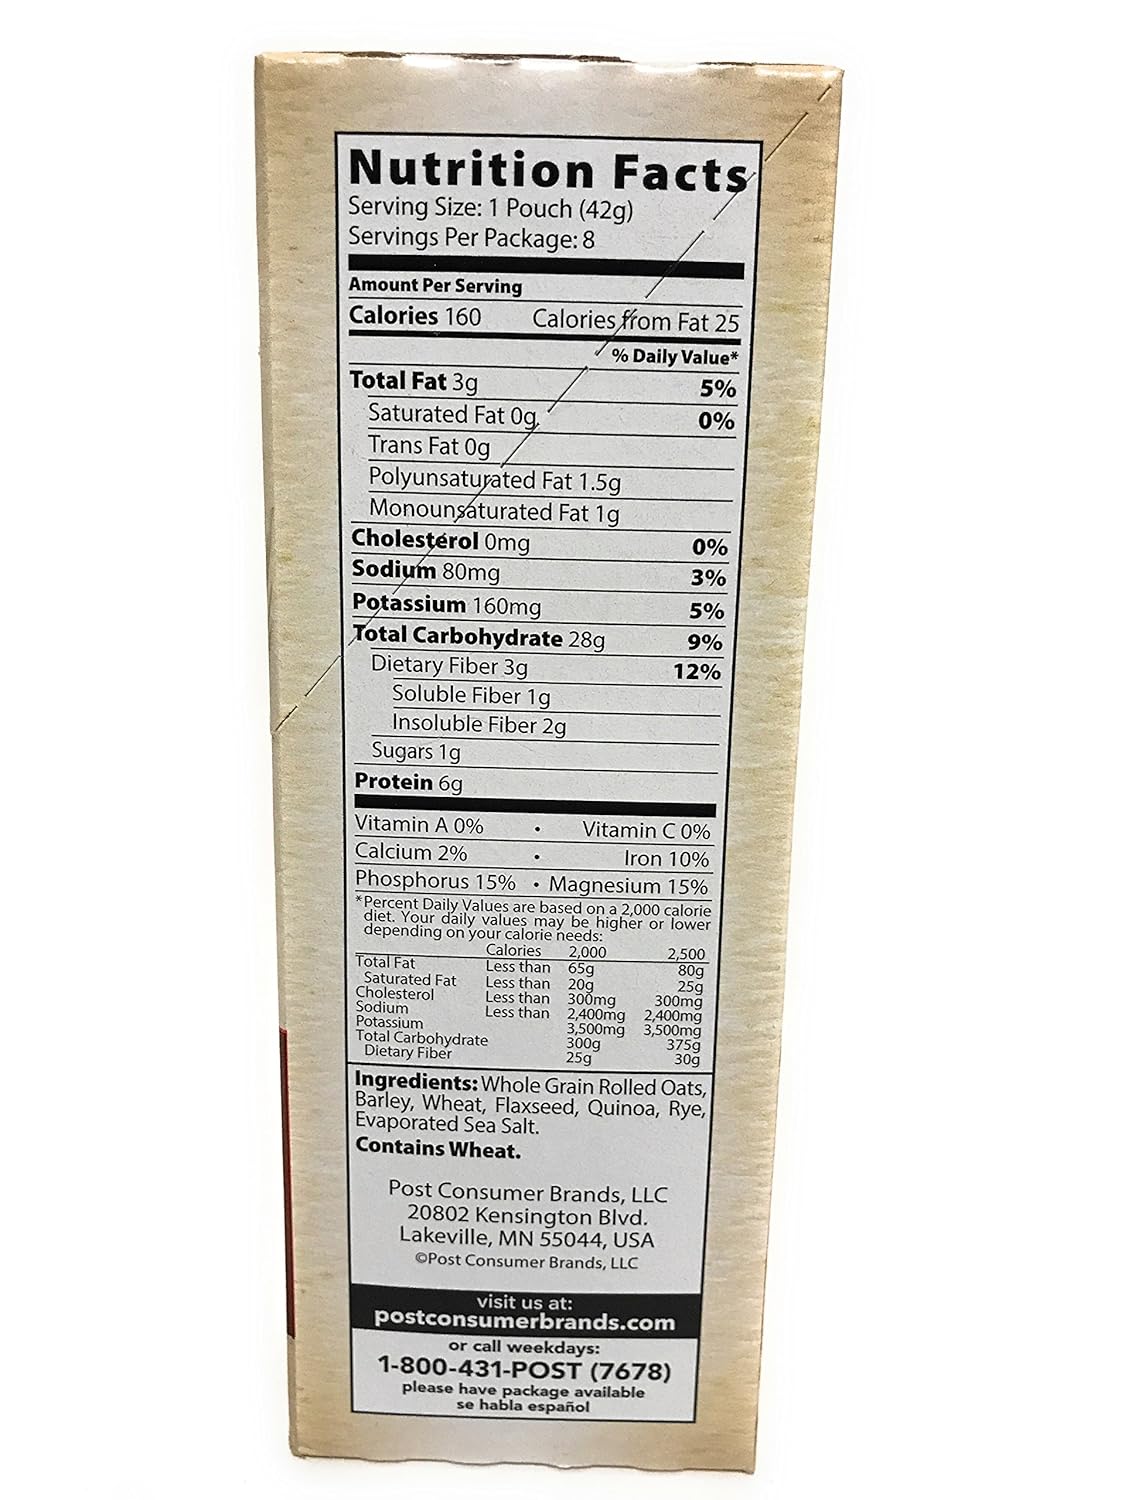 Nutrition Facts
Serving Size: 1 Pouch (42g)
Servings Per Package: 8
Amount Per Serving
Calories 160 Calories from Fat 25
% Daily Value*
Total Fat 3g 5%
Saturated Fat 0g 0%
Trans Fat 0g
Polyunsaturated Fat 1.5g
Monounsaturated Fat 1g
Cholesterol 0mg 0%
Sodium 80mg 3%
Potassium 160mg 5%
Total Carbohydrate 28g 9%
Dietary Fiber 3g 12%
Soluble Fiber 1g
Insoluble Fiber 2g
Sugars 1g
Protein 6g
Vitamin A 0% • Vitamin C 0%
Calcium 2% • Iron 10%
Phosphorus 15% • Magnesium 15%
*Percent Daily Values are based on a 2,000 calorie
diet. Your daily values may be higher or lower
depending on your calorie needs:
Calories 2,000 2,500
Total Fat Less than 65g 80g
Saturated Fat Less than 20g 25g
Cholesterol Less than 300mg 300mg
Sodium Less than 2,400mg 2,400mg
Potassium 3,500mg 3,500mg
Total Carbohydrate 300g 375g
Dietary Fiber 25g 30g
Ingredients: Whole Grain Rolled Oats,
Barley, Wheat, Flaxseed, Quinoa, Rye,
Evaporated Sea Salt.
Contains Wheat.
Post Consumer Brands, LLC
20802 Kensington Blvd.
Lakeville, MN 55044, USA
©Post Consumer Brands, LLC
visit us at:
postconsumerbrands.com
or call weekdays:
1-800-431-POST (7678)
please have package available
se habla español